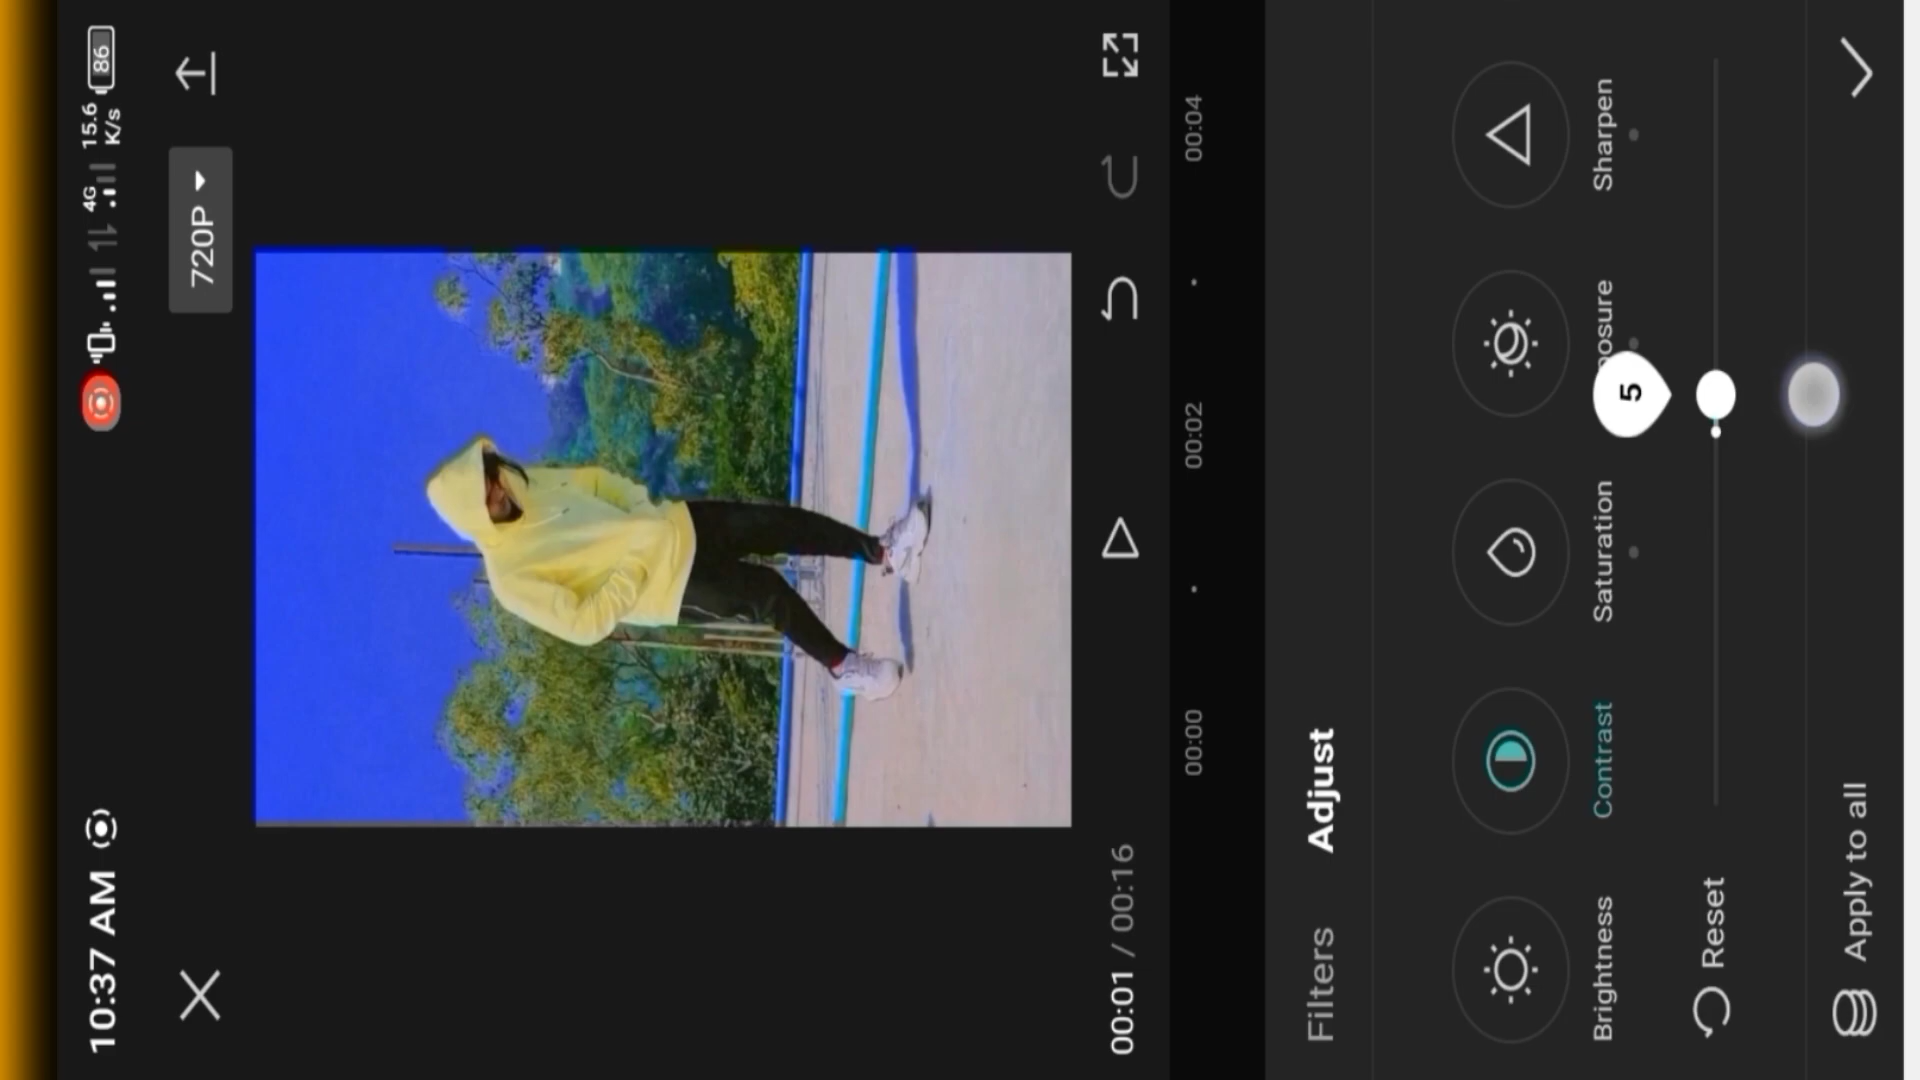 10:37 AM
4G 15.6 K/s 86
720P
00:01 / 00:16
00:00 00:02 00:04
Filters Adjust
Brightness Contrast Saturation posure Sharpen
5
Reset
Apply to all